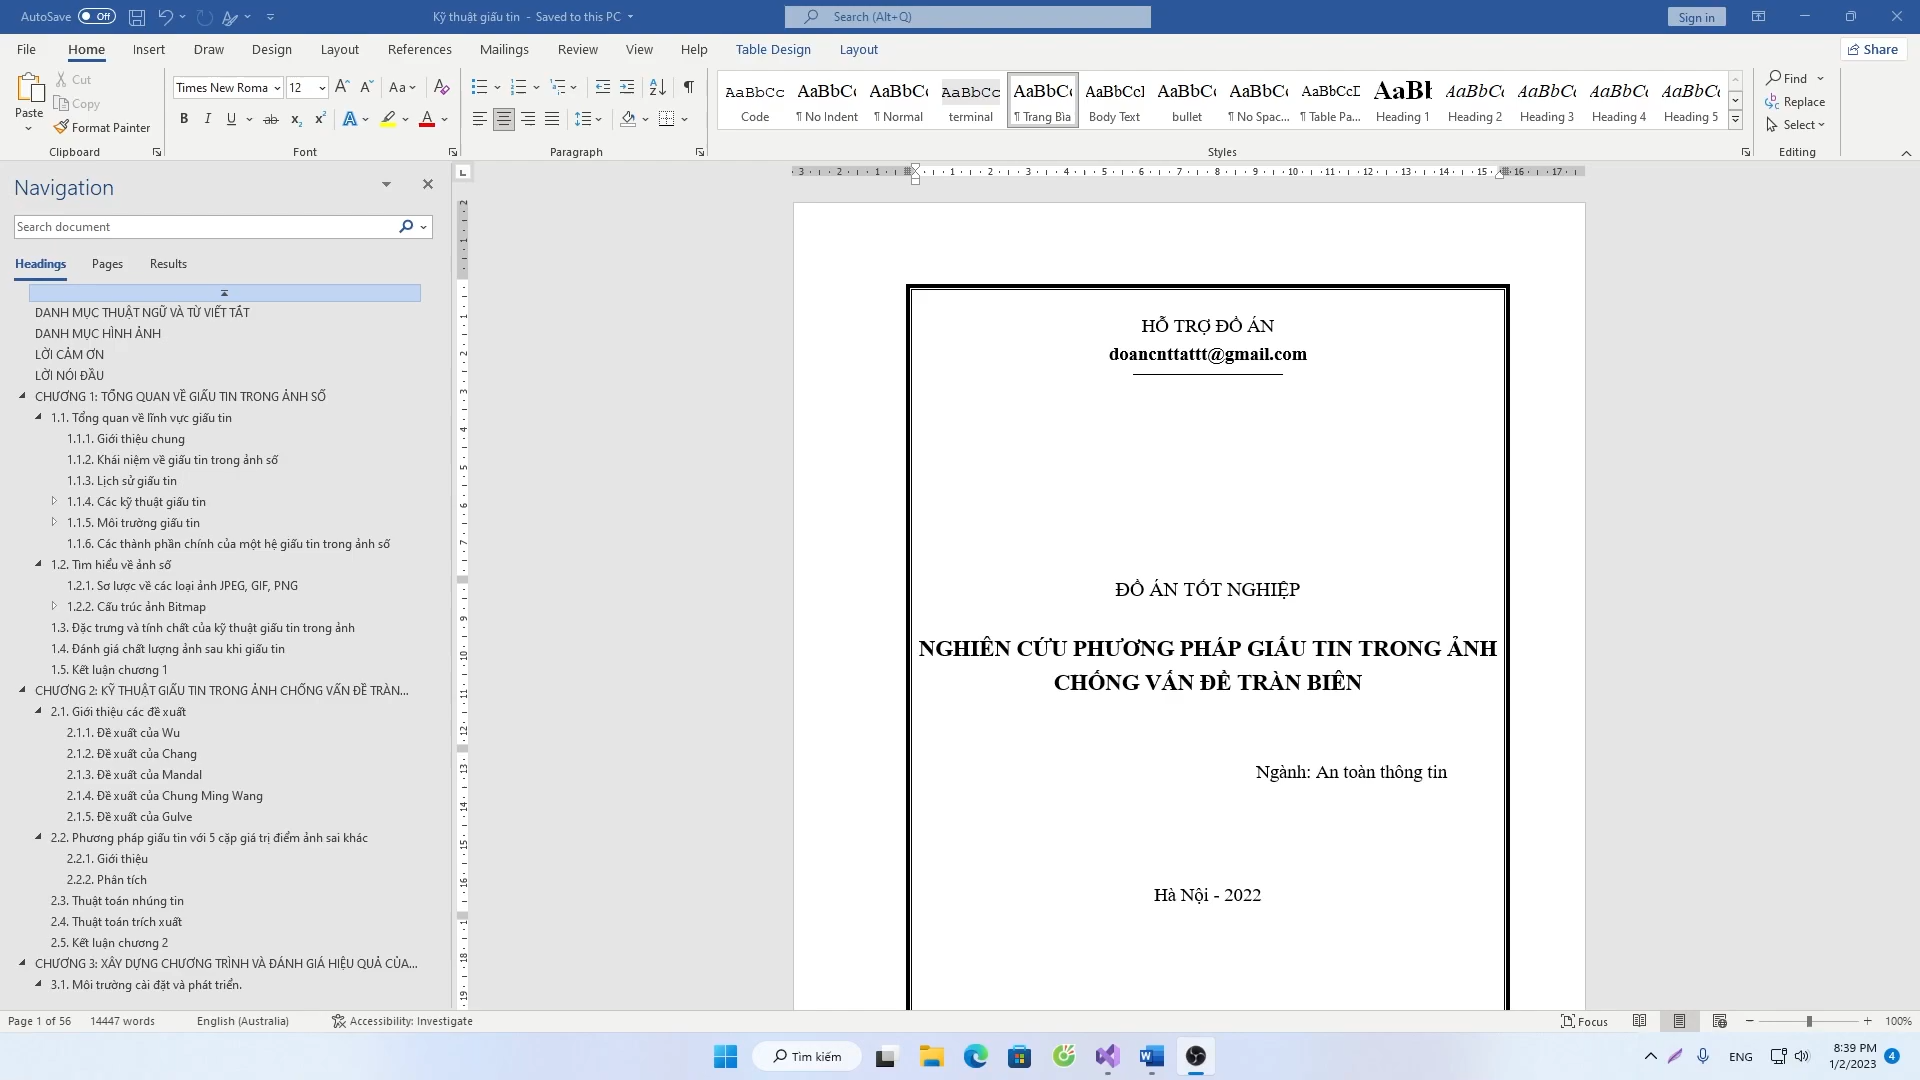 AutoSave Off Kỹ thuật giấu tin - Saved to this PC Search (Alt+Q) Sign in
File Home Insert Draw Design Layout References Mailings Review View Help Table Design Layout Share
Paste Cut Copy Format Painter
Clipboard
Times New Roma 12 Aa
Font
Paragraph
AaBbCc AaBbC AaBbC AaBbCc AaBbC AaBbCcI AaBbC AaBbC AaBbCcD AaBb AaBbC AaBbC AaBbC AaBbC
Code ¶ No Indent ¶ Normal terminal ¶ Trang Bìa Body Text bullet ¶ No Spac... ¶ Table Pa... Heading 1 Heading 2 Heading 3 Heading 4 Heading 5
Styles
Find
Replace
Select
Editing
Navigation
Search document
Headings Pages Results
DANH MỤC THUẬT NGỮ VÀ TỪ VIẾT TẮT
DANH MỤC HÌNH ẢNH
LỜI CẢM ƠN
LỜI NÓI ĐẦU
CHƯƠNG 1: TỔNG QUAN VỀ GIẤU TIN TRONG ẢNH SỐ
1.1. Tổng quan về lĩnh vực giấu tin
1.1.1. Giới thiệu chung
1.1.2. Khái niệm về giấu tin trong ảnh số
1.1.3. Lịch sử giấu tin
1.1.4. Các kỹ thuật giấu tin
1.1.5. Môi trường giấu tin
1.1.6. Các thành phần chính của một hệ giấu tin trong ảnh số
1.2. Tìm hiểu về ảnh số
1.2.1. Sơ lược về các loại ảnh JPEG, GIF, PNG
1.2.2. Cấu trúc ảnh Bitmap
1.3. Đặc trưng và tính chất của kỹ thuật giấu tin trong ảnh
1.4. Đánh giá chất lượng ảnh sau khi giấu tin
1.5. Kết luận chương 1
CHƯƠNG 2: KỸ THUẬT GIẤU TIN TRONG ẢNH CHỐNG VẤN ĐỀ TRÀN...
2.1. Giới thiệu các đề xuất
2.1.1. Đề xuất của Wu
2.1.2. Đề xuất của Chang
2.1.3. Đề xuất của Mandal
2.1.4. Đề xuất của Chung Ming Wang
2.1.5. Đề xuất của Gulve
2.2. Phương pháp giấu tin với 5 cặp giá trị điểm ảnh sai khác
2.2.1. Giới thiệu
2.2.2. Phân tích
2.3. Thuật toán nhúng tin
2.4. Thuật toán trích xuất
2.5. Kết luận chương 2
CHƯƠNG 3: XÂY DỰNG CHƯƠNG TRÌNH VÀ ĐÁNH GIÁ HIỆU QUẢ CỦA...
3.1. Môi trường cài đặt và phát triển.
HỖ TRỢ ĐỒ ÁN
doancnttattt@gmail.com
ĐỒ ÁN TỐT NGHIỆP
NGHIÊN CỨU PHƯƠNG PHÁP GIẤU TIN TRONG ẢNH
CHỐNG VẤN ĐỀ TRÀN BIÊN
Ngành: An toàn thông tin
Hà Nội - 2022
Page 1 of 56 14447 words English (Australia) Accessibility: Investigate Focus 100%
Tìm kiếm ENG 8:39 PM 4
1/2/2023